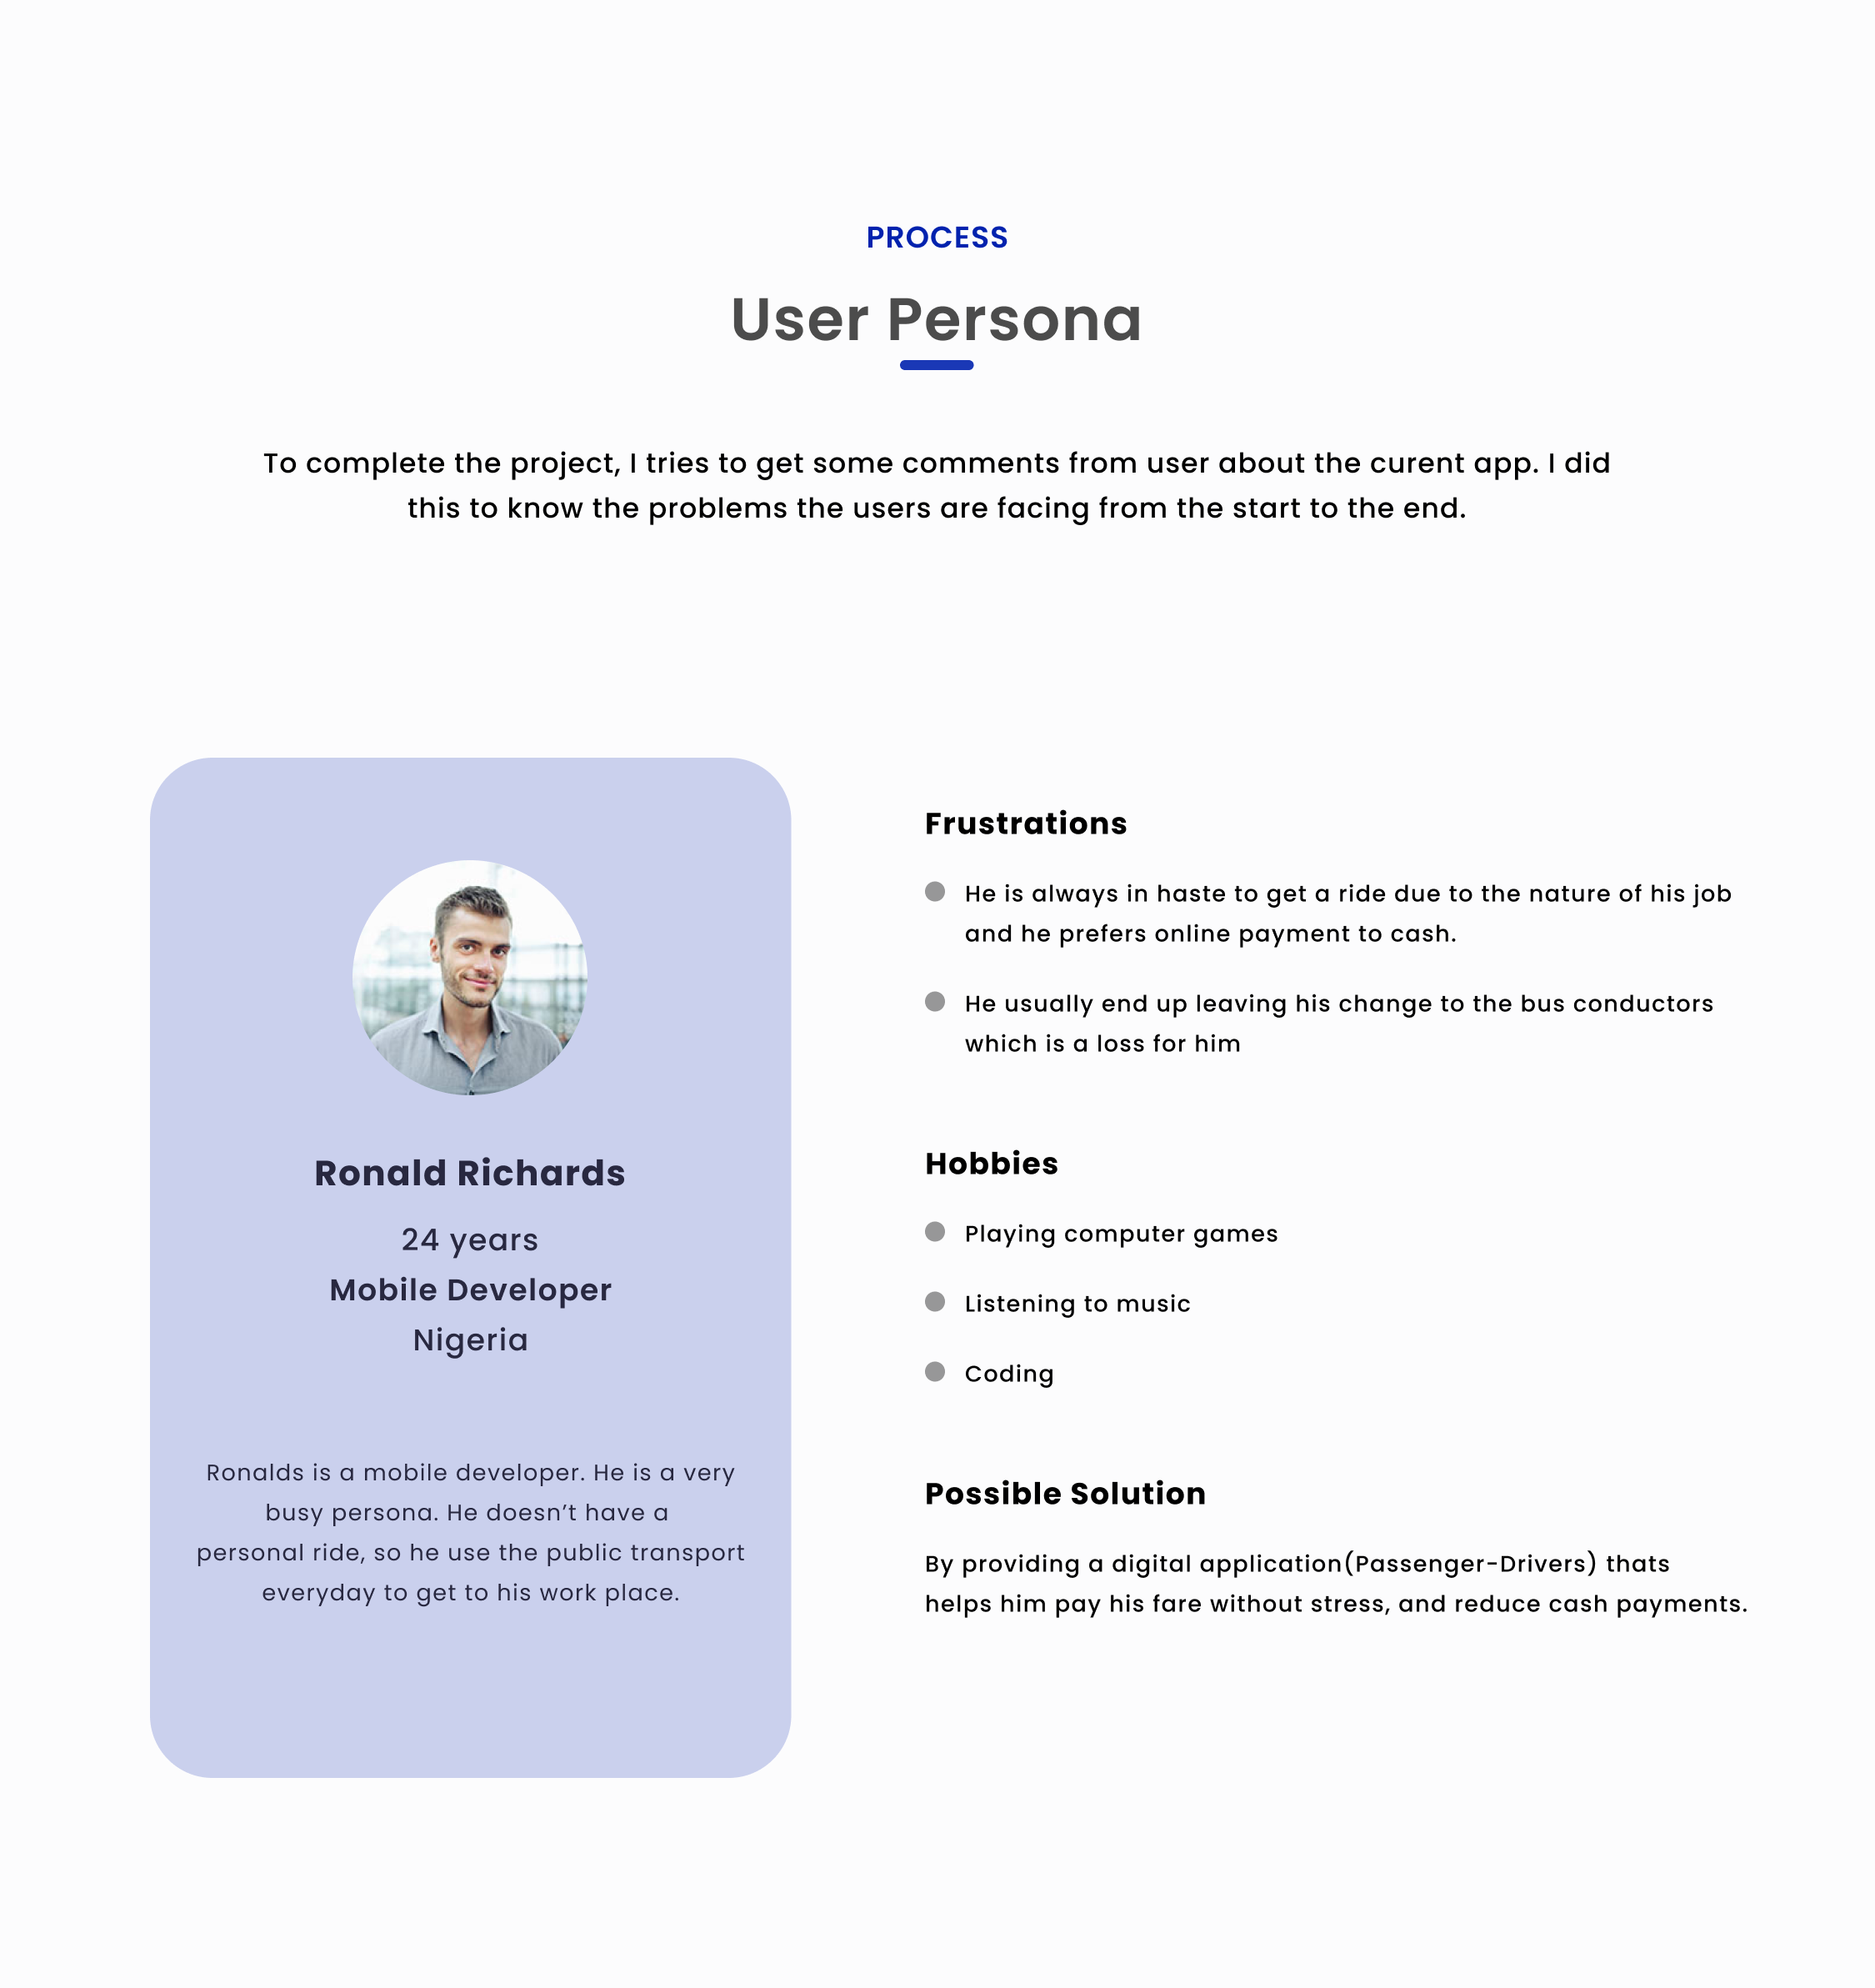 PROCESS
User Persona
To complete the project, I tries to get some comments from user about the curent app. I did
this to know the problems the users are facing from the start to the end.
Ronald Richards
24 years
Mobile Developer
Nigeria
Ronalds is a mobile developer. He is a very
busy persona. He doesn’t have a
personal ride, so he use the public transport
everyday to get to his work place.
Frustrations
He is always in haste to get a ride due to the nature of his job
and he prefers online payment to cash.
He usually end up leaving his change to the bus conductors
which is a loss for him
Hobbies
Playing computer games
Listening to music
Coding
Possible Solution
By providing a digital application(Passenger-Drivers) thats
helps him pay his fare without stress, and reduce cash payments.